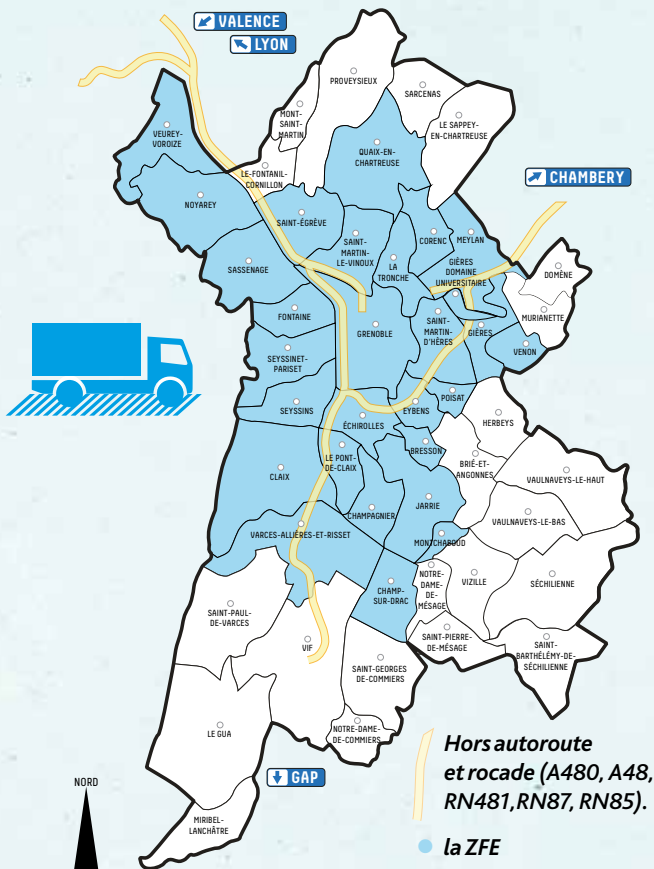 VALENCE
LYON
PROVEYSIEUX
SARCENAS
MONT-
SAINT-
MARTIN
LE SAPPEY-
EN-CHARTREUSE
VEUREY-
VOROIZE
QUAIX-EN-
CHARTREUSE
LE-FONTANIL-
CORNILLON
CHAMBERY
NOYAREY
SAINT-ÉGRÈVE
SAINT-
MARTIN-
LE-VINOUX
CORENC
MEYLAN
LA
TRONCHE
GIÈRES
DOMAINE
UNIVERSITAIRE
DOMÈNE
SASSENAGE
MURIANETTE
FONTAINE
GRENOBLE
SAINT-
MARTIN-
D'HÈRES
GIÈRES
VENON
SEYSSINET-
PARISET
POISAT
SEYSSINS
ÉCHIROLLES
EYBENS
HERBEYS
BRESSON
LE PONT-
DE-CLAIX
BRIÉ-ET-
ANGONNES
CLAIX
VAULNAVEYS-LE-HAUT
CHAMPAGNIER
JARRIE
VAULNAVEYS-LE-BAS
VARCES-ALLIÈRES-ET-RISSET
MONTCHABOUD
CHAMP-
SUR-DRAC
NOTRE-
DAME-
DE-
MÉSAGE
VIZILLE
SÉCHILIENNE
SAINT-PAUL-
DE-VARCES
SAINT-PIERRE-
DE-MÉSAGE
SAINT-
BARTHÉLÉMY-DE-
SÉCHILIENNE
VIF
SAINT-GEORGES
DE-COMMIERS
LE GUA
NOTRE-DAME-
DE-COMMIERS
GAP
MIRIBEL-
LANCHÂTRE
NORD
Hors autoroute
et rocade (A480, A48,
RN481,RN87, RN85).
la ZFE